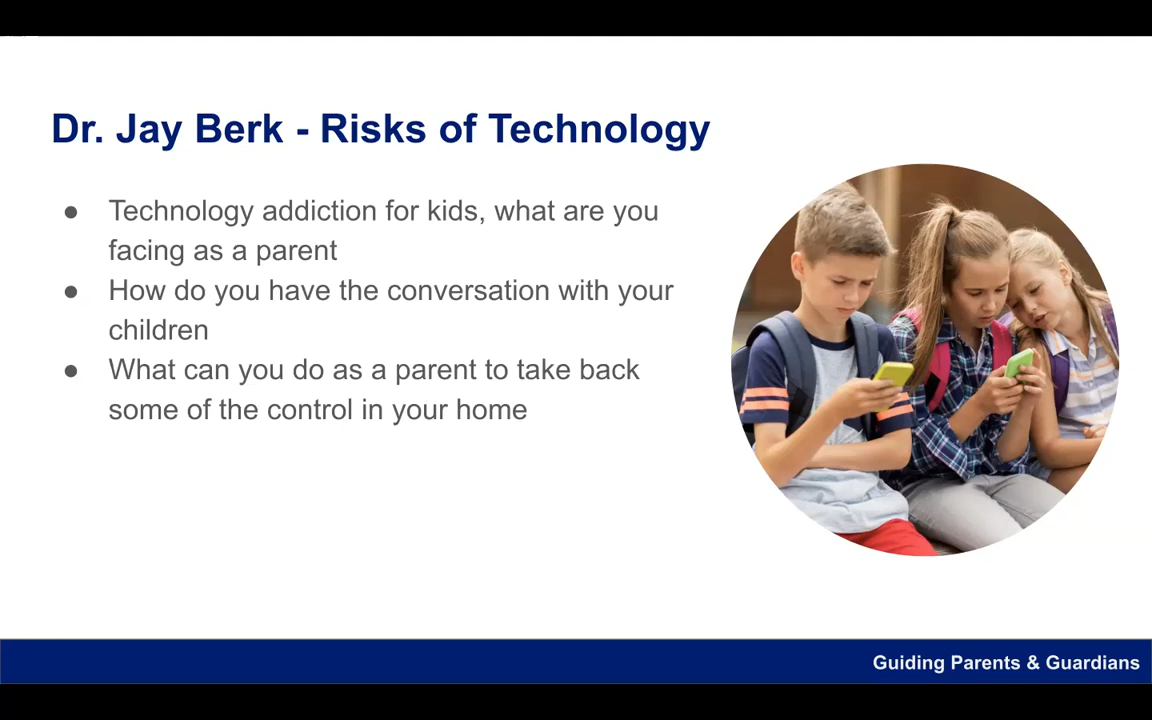 Dr. Jay Berk - Risks of Technology
● Technology addiction for kids, what are you
facing as a parent
● How do you have the conversation with your
children
● What can you do as a parent to take back
some of the control in your home
Guiding Parents & Guardians